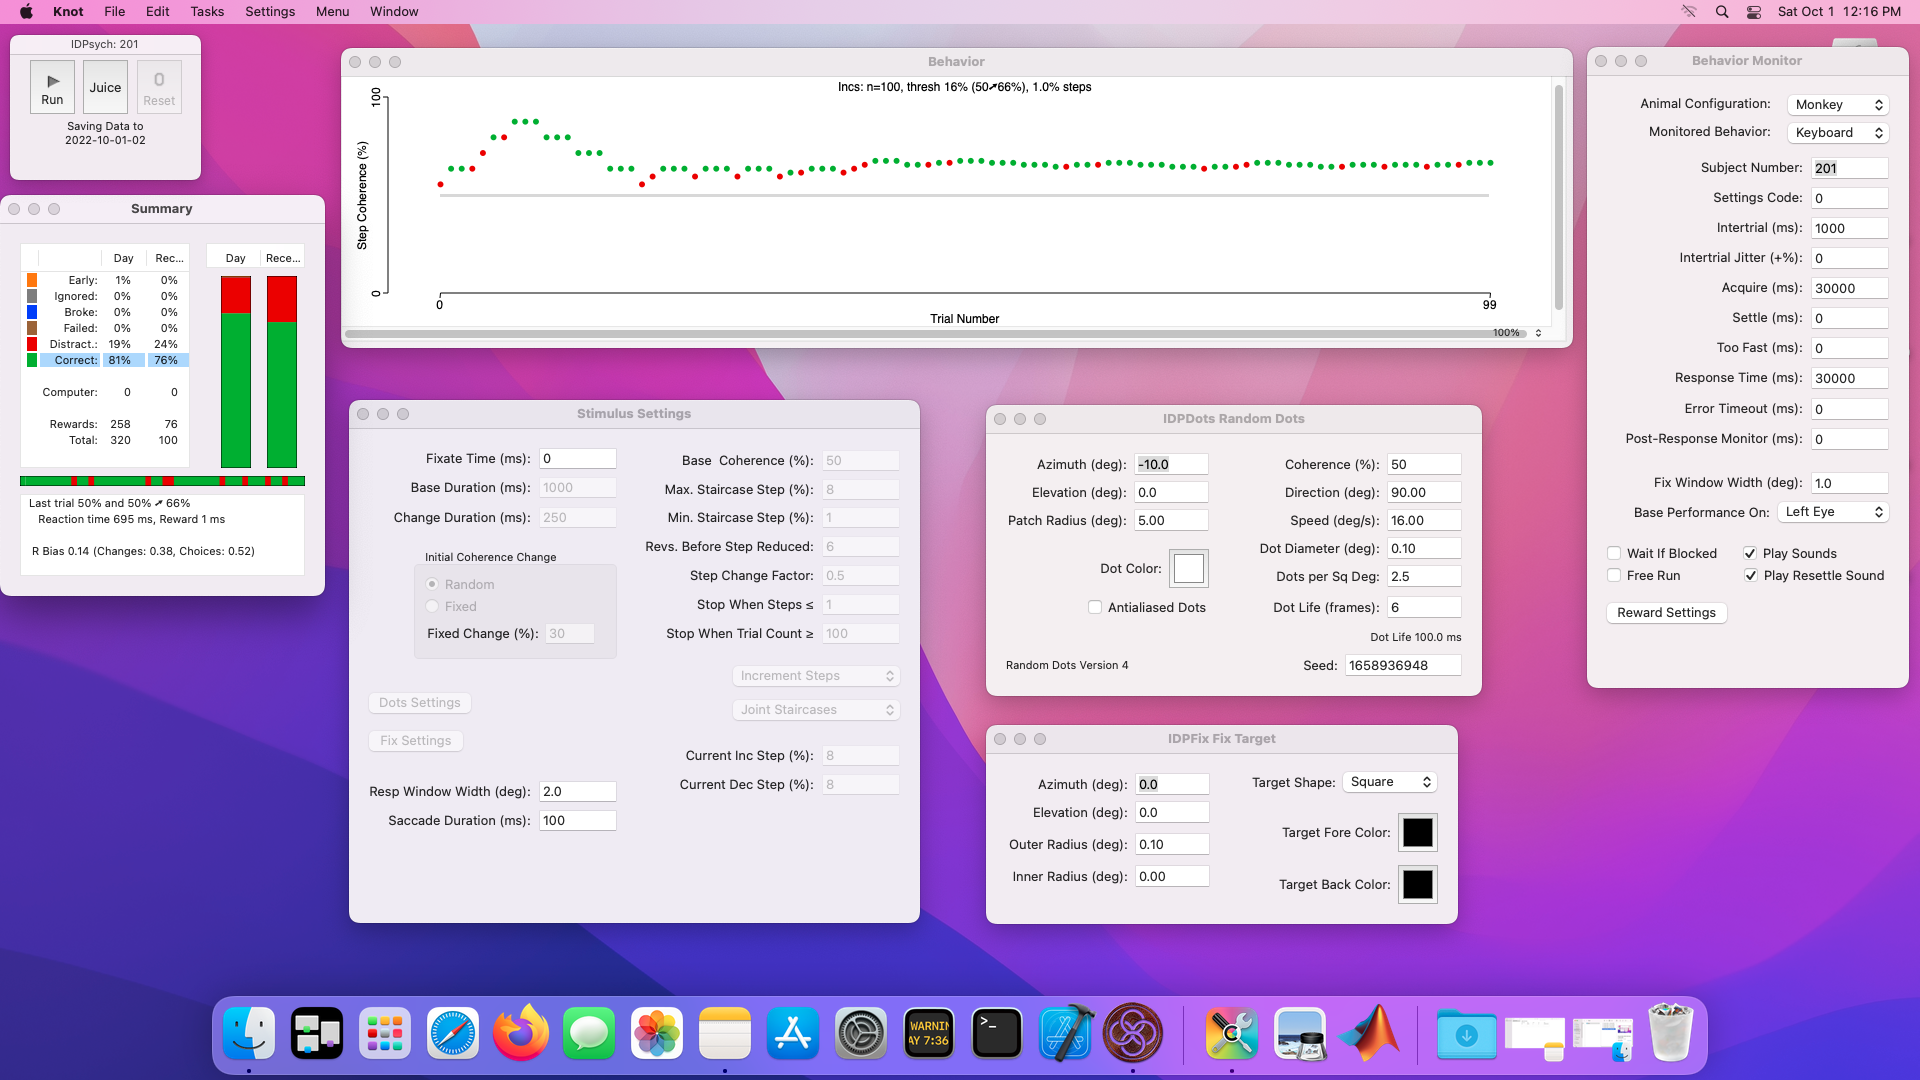 Knot File Edit Tasks Settings Menu Window
Sat Oct 1 12:16 PM
IDPsych: 201
Run
Juice
0
Reset
Saving Data to
2022-10-01-02
Summary
Day Rec...
Early: 1% 0%
Ignored: 0% 0%
Broke: 0% 0%
Failed: 0% 0%
Distract.: 19% 24%
Correct: 81% 76%
Computer: 0 0
Rewards: 258 76
Total: 320 100
Day Rece...
Last trial 50% and 50% ➚ 66%
Reaction time 695 ms, Reward 1 ms
R Bias 0.14 (Changes: 0.38, Choices: 0.52)
Behavior
Incs: n=100, thresh 16% (50➚66%), 1.0% steps
100
Step Coherence (%)
0
0
99
Trial Number
100%
Stimulus Settings
Fixate Time (ms): 0
Base Duration (ms): 1000
Change Duration (ms): 250
Initial Coherence Change
Random
Fixed
Fixed Change (%): 30
Dots Settings
Fix Settings
Resp Window Width (deg): 2.0
Saccade Duration (ms): 100
Base Coherence (%): 50
Max. Staircase Step (%): 8
Min. Staircase Step (%): 1
Revs. Before Step Reduced: 6
Step Change Factor: 0.5
Stop When Steps ≤ 1
Stop When Trial Count ≥ 100
Increment Steps
Joint Staircases
Current Inc Step (%): 8
Current Dec Step (%): 8
IDPDots Random Dots
Azimuth (deg): -10.0
Elevation (deg): 0.0
Patch Radius (deg): 5.00
Dot Color:
Antialiased Dots
Random Dots Version 4
Coherence (%): 50
Direction (deg): 90.00
Speed (deg/s): 16.00
Dot Diameter (deg): 0.10
Dots per Sq Deg: 2.5
Dot Life (frames): 6
Dot Life 100.0 ms
Seed: 1658936948
IDPFix Fix Target
Azimuth (deg): 0.0
Elevation (deg): 0.0
Outer Radius (deg): 0.10
Inner Radius (deg): 0.00
Target Shape: Square
Target Fore Color:
Target Back Color:
Behavior Monitor
Animal Configuration: Monkey
Monitored Behavior: Keyboard
Subject Number: 201
Settings Code: 0
Intertrial (ms): 1000
Intertrial Jitter (+%): 0
Acquire (ms): 30000
Settle (ms): 0
Too Fast (ms): 0
Response Time (ms): 30000
Error Timeout (ms): 0
Post-Response Monitor (ms): 0
Fix Window Width (deg): 1.0
Base Performance On: Left Eye
Wait If Blocked
Play Sounds
Free Run
Play Resettle Sound
Reward Settings
WARNIN
AY 7:36
>_